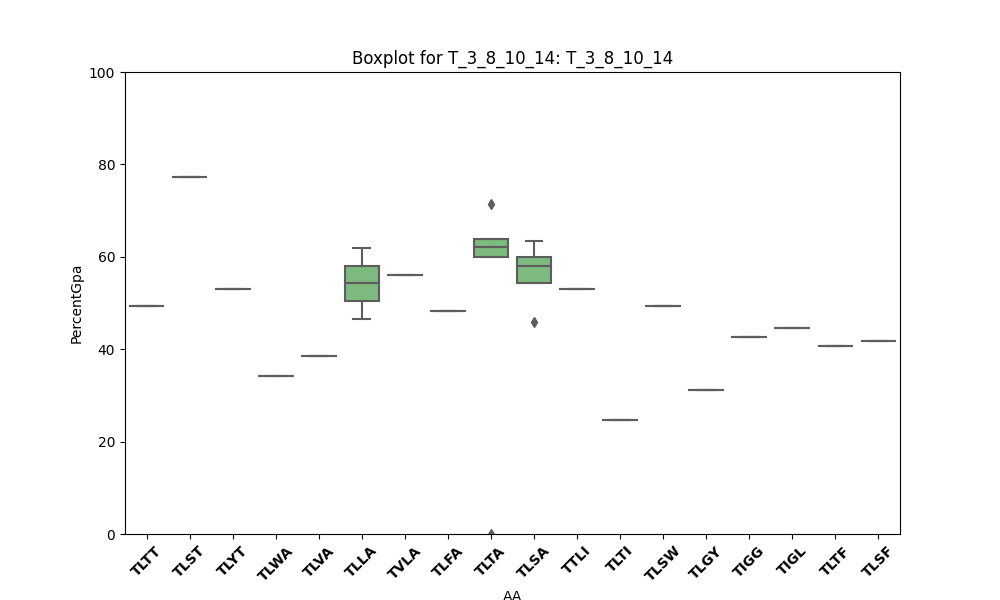 Boxplot for T_3_8_10_14: T_3_8_10_14
100
80
60
40
20
0
PercentGpa
TLTT TLST TLYT TLWA TLVA TLLA TVLA TLFA TLTA TLSA TTLI TLTI TLSW TLGY TIGG TIGL TLTF TLSF
AA